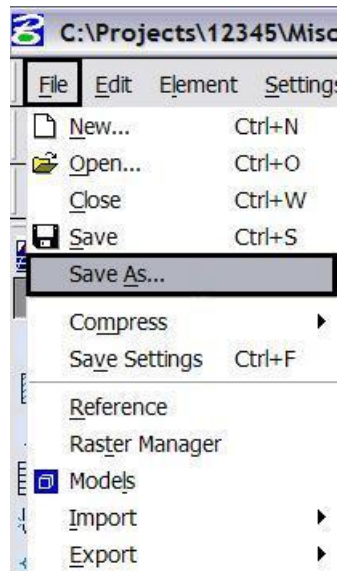 C:\Projects\12345\Misc
File Edit Element Settings
New... Ctrl+N
Open... Ctrl+O
Close Ctrl+W
Save Ctrl+S
Save As...
Compress
Save Settings Ctrl+F
Reference
Raster Manager
Models
Import
Export